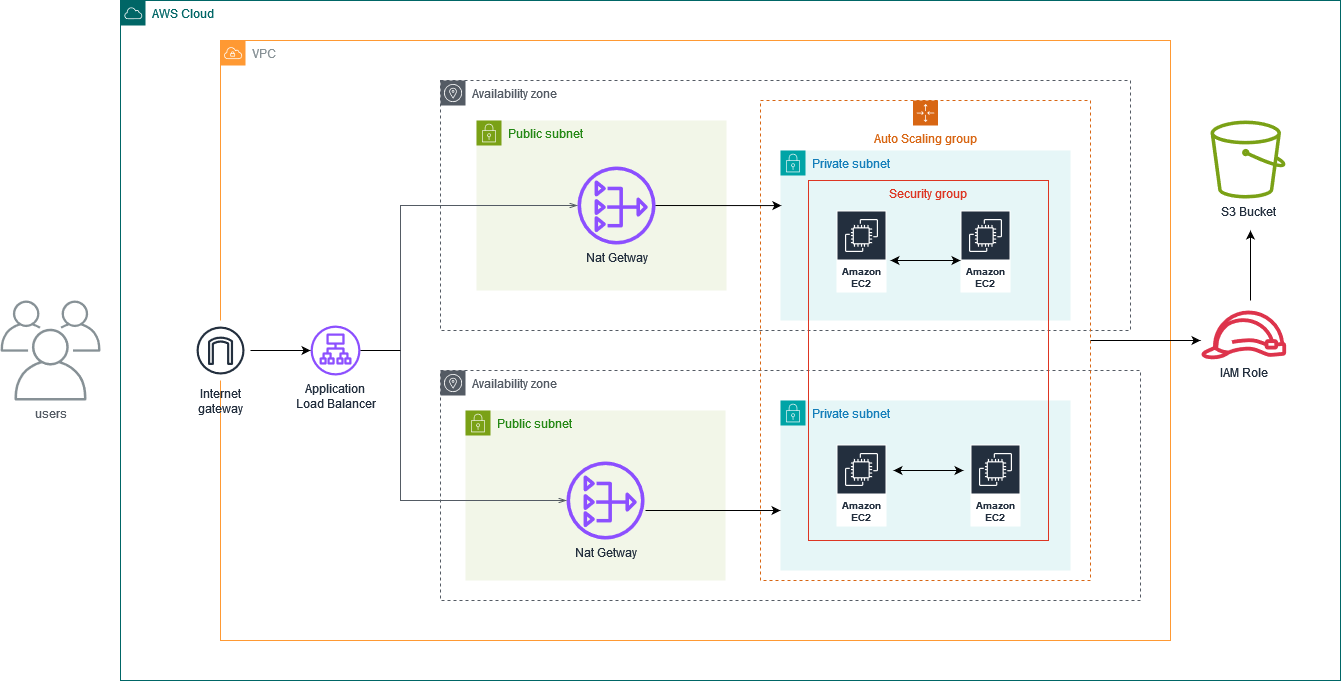 AWS Cloud
VPC
Availability zone
Public subnet
Nat Getway
Auto Scaling group
Private subnet
Security group
Amazon
EC2
Amazon
EC2
S3 Bucket
users
Internet
gateway
Application
Load Balancer
IAM Role
Availability zone
Public subnet
Nat Getway
Private subnet
Amazon
EC2
Amazon
EC2